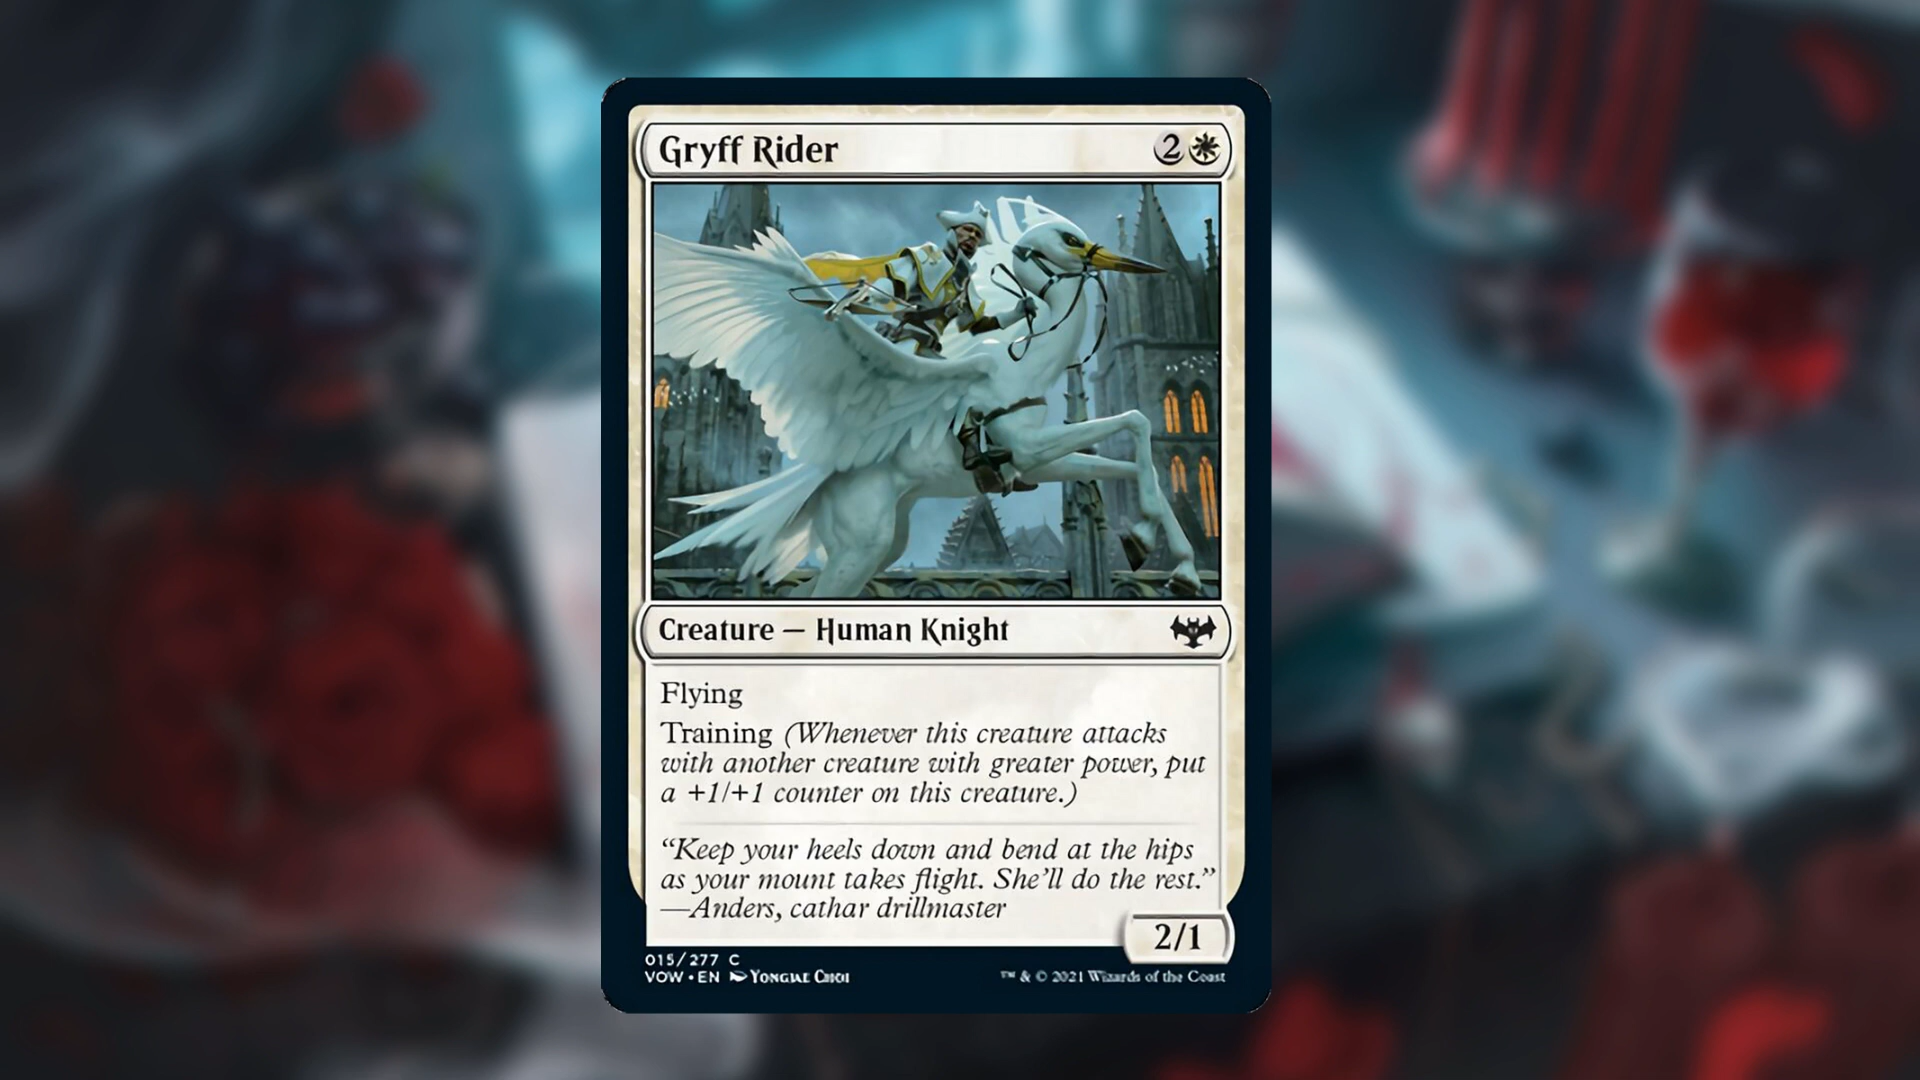 Gryff Rider 2
Creature — Human Knight
Flying
Training (Whenever this creature attacks
with another creature with greater power, put
a +1/+1 counter on this creature.)
“Keep your heels down and bend at the hips
as your mount takes flight. She’ll do the rest.”
—Anders, cathar drillmaster
2/1
015/277 C
VOW • EN Yongjae Choi
™ & © 2021 Wizards of the Coast